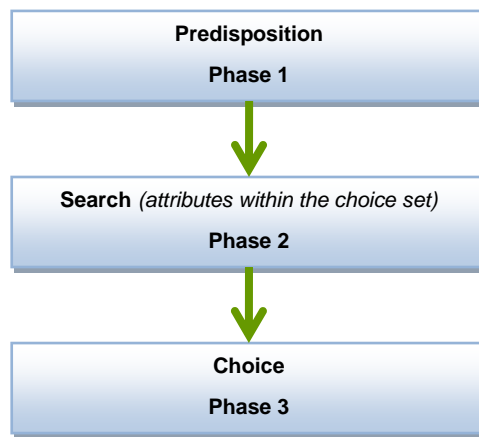 Predisposition
Phase 1
Search (attributes within the choice set)
Phase 2
Choice
Phase 3